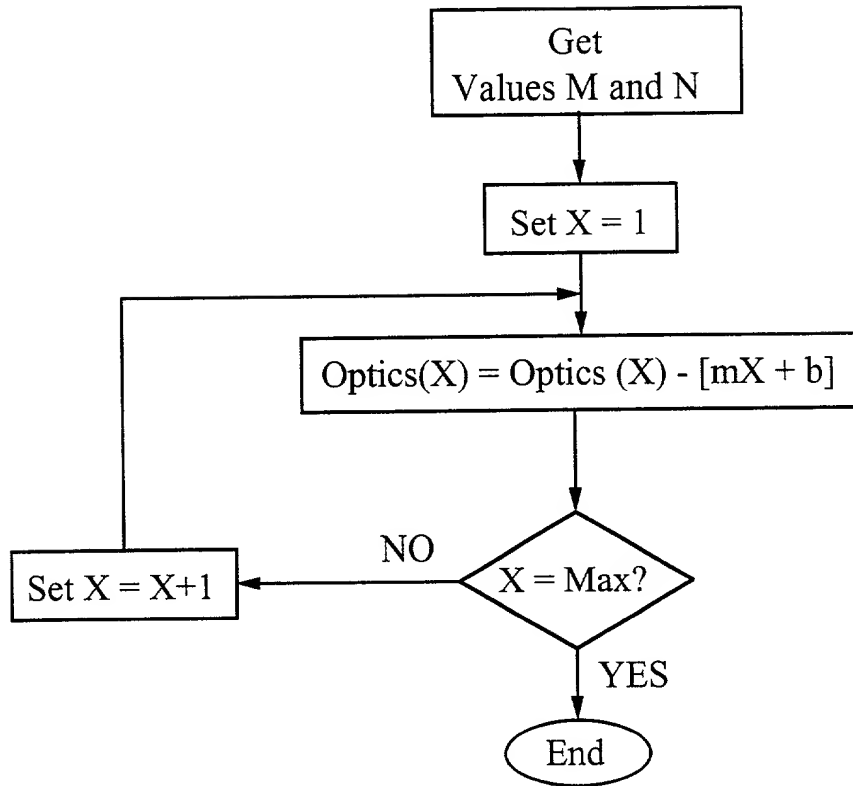 Get
Values M and N
Set X = 1
Optics(X) = Optics (X) - [mX + b]
NO
X = Max?
Set X = X+1
YES
End